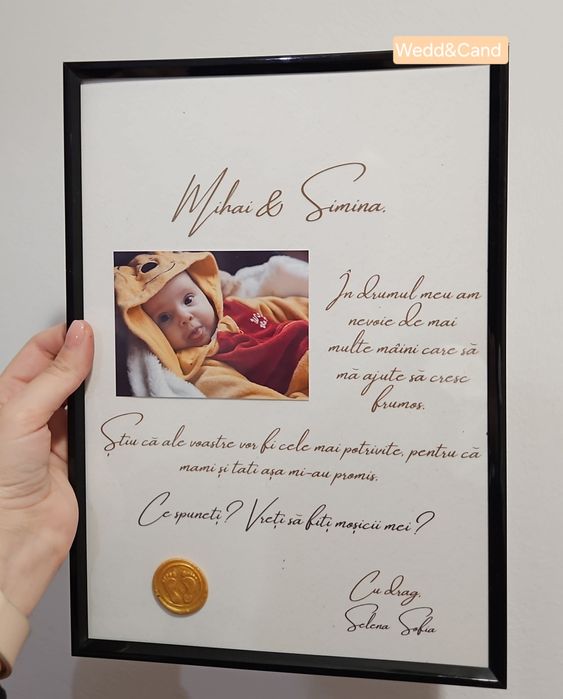 Wedd&Cand
Mihai & Simina,
În drumul meu am
nevoie de mai
multe mâini care să
mă ajute să cresc
frumos.
Știu că ale voastre vor fi cele mai potrivite, pentru că
mami și tati așa mi-au promis.
Ce spuneți? Vreți să fiți moșicii mei?
Cu drag,
Selena Sofia